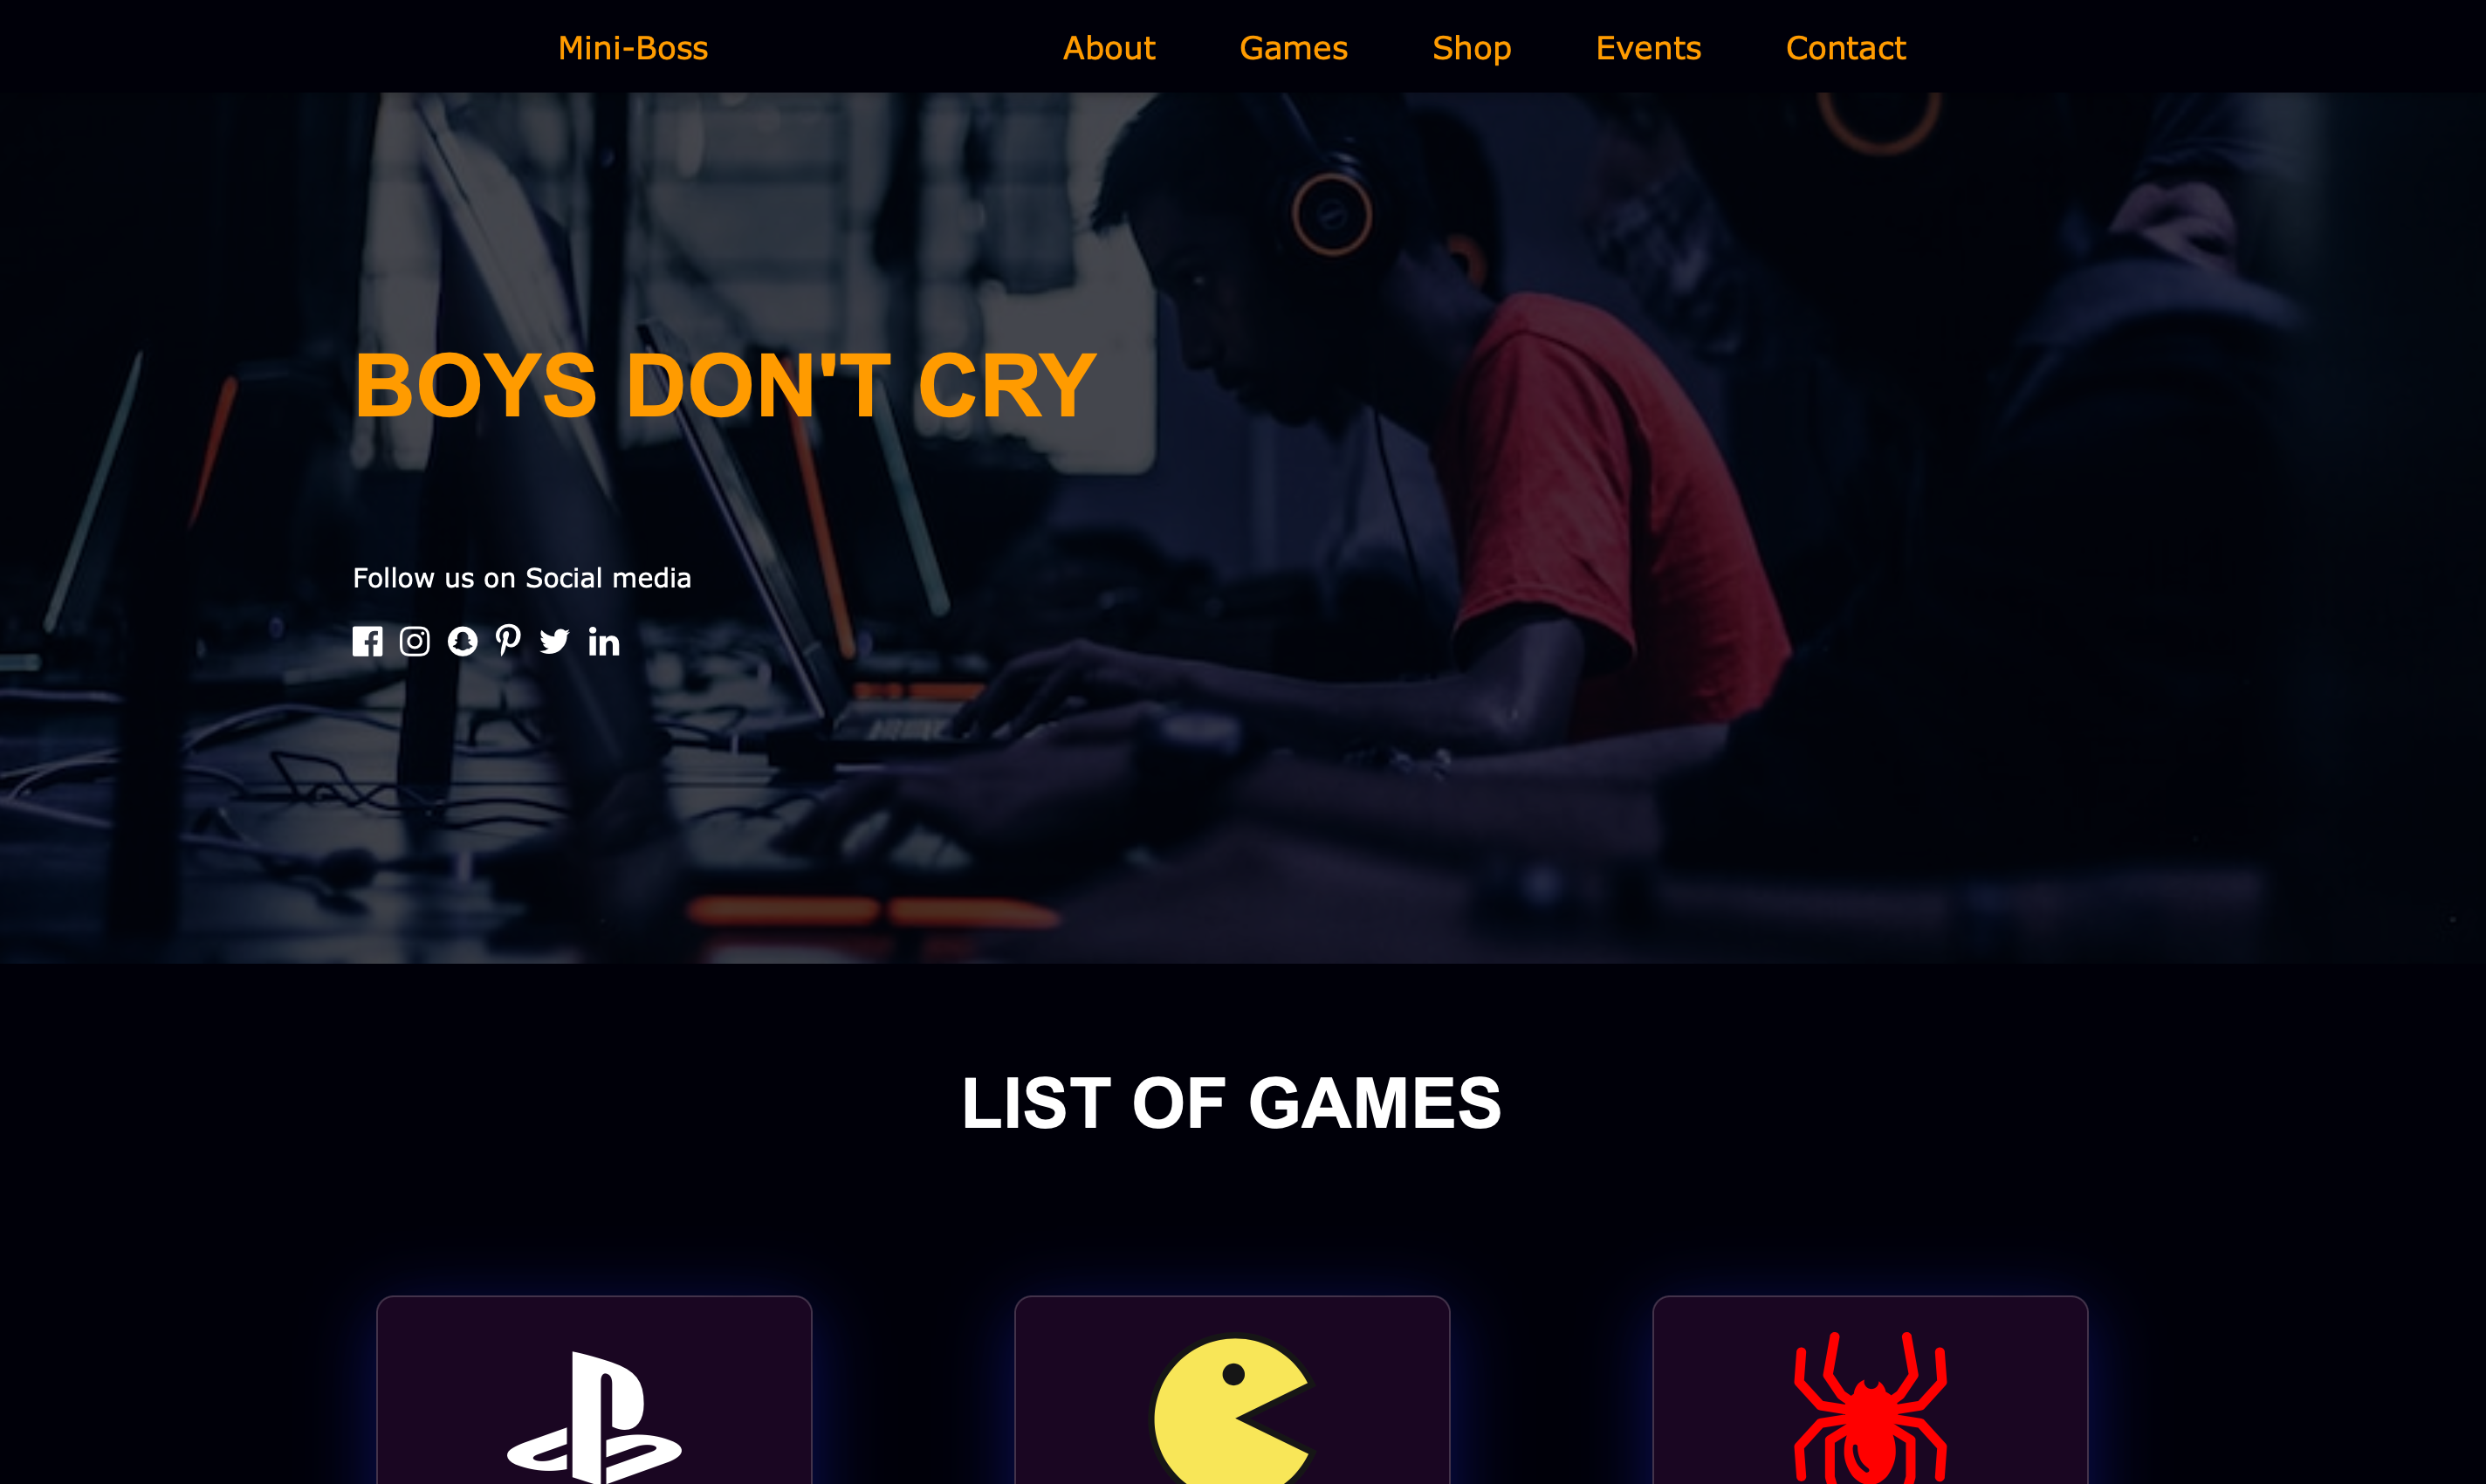 Mini-Boss About Games Shop Events Contact
BOYS DON'T CRY
Follow us on Social media
LIST OF GAMES